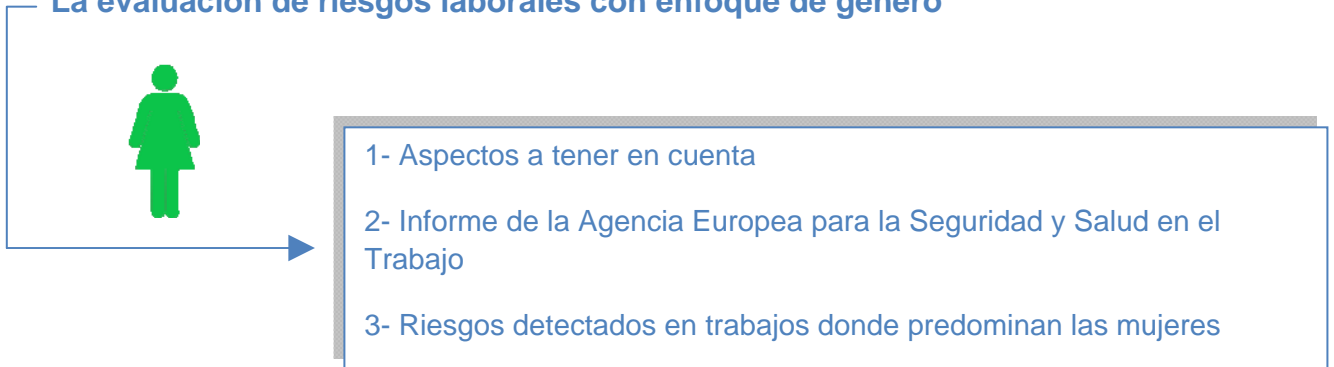 La evaluación de riesgos laborales con enfoque de género
1- Aspectos a tener en cuenta
2- Informe de la Agencia Europea para la Seguridad y Salud en el
Trabajo
3- Riesgos detectados en trabajos donde predominan las mujeres